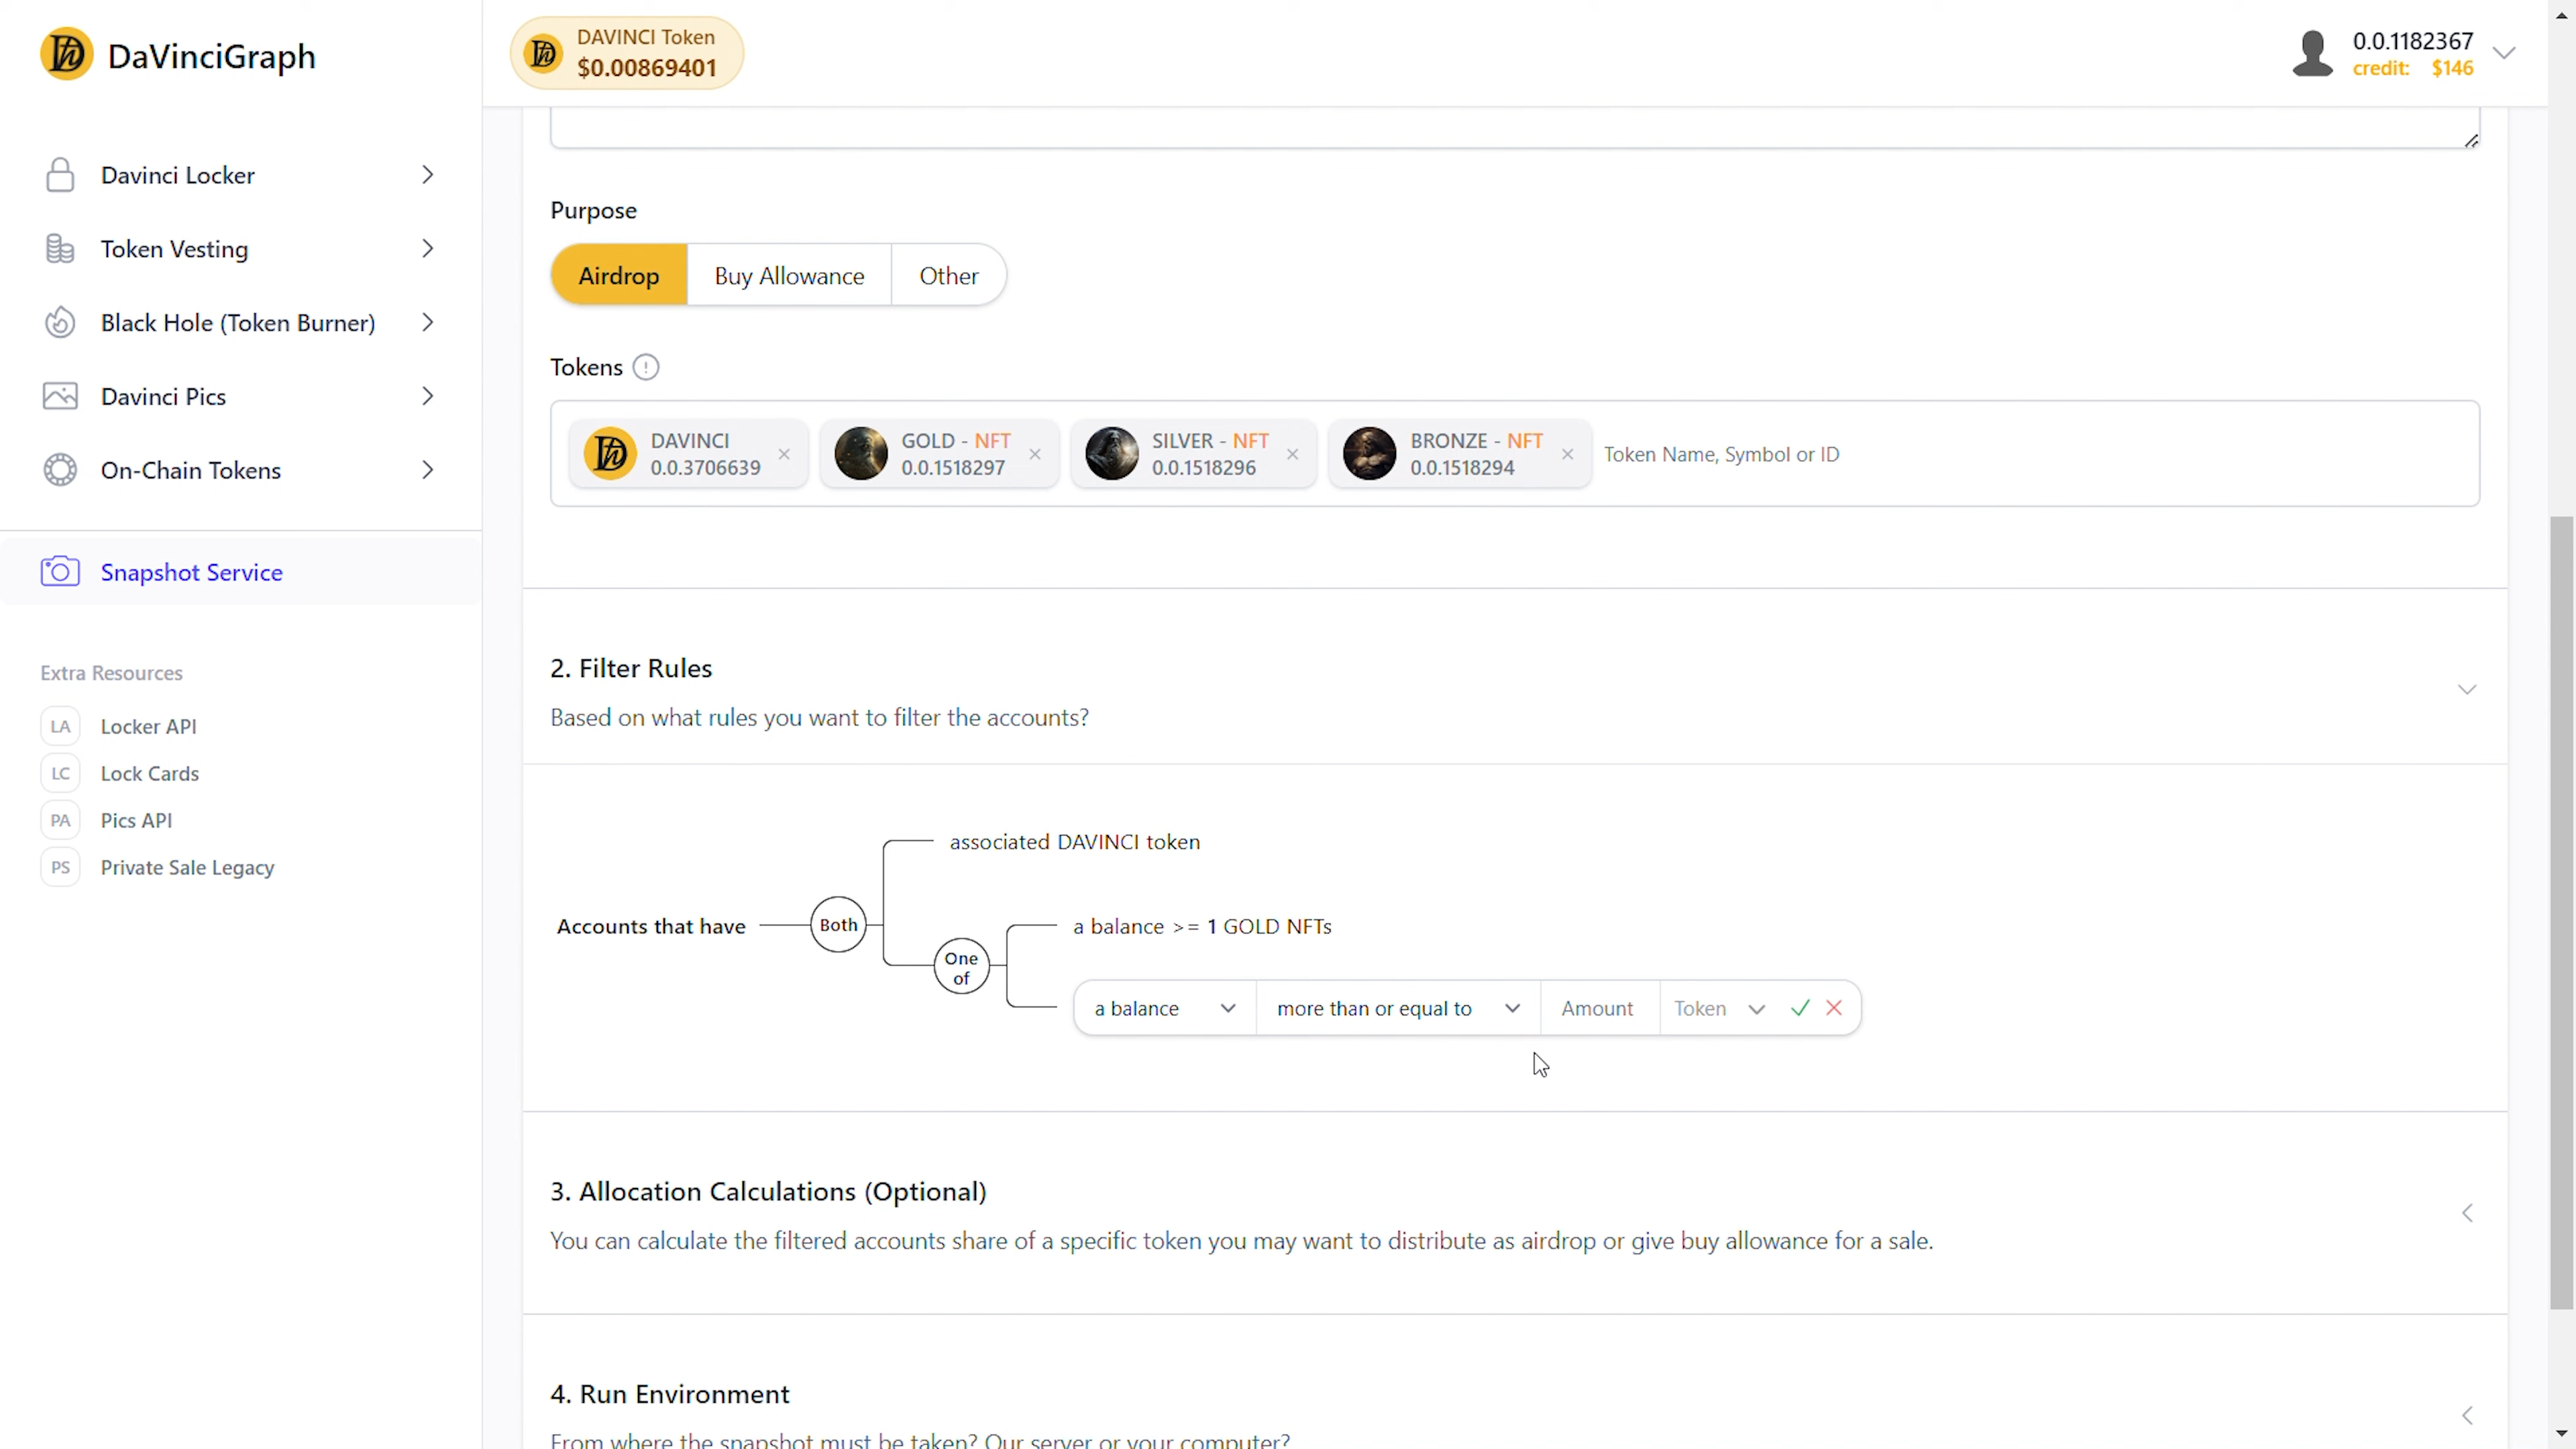 DaVinciGraph
DAVINCI Token
$0.00869401
0.0.1182367
credit: $146
Davinci Locker
Token Vesting
Black Hole (Token Burner)
Davinci Pics
On-Chain Tokens
Snapshot Service
Extra Resources
LA Locker API
LC Lock Cards
PA Pics API
PS Private Sale Legacy
Purpose
Airdrop Buy Allowance Other
Tokens
DAVINCI
0.0.3706639
GOLD - NFT
0.0.1518297
SILVER - NFT
0.0.1518296
BRONZE - NFT
0.0.1518294
Token Name, Symbol or ID
2. Filter Rules
Based on what rules you want to filter the accounts?
associated DAVINCI token
Accounts that have Both
a balance >= 1 GOLD NFTs
One
of
a balance more than or equal to Amount Token
3. Allocation Calculations (Optional)
You can calculate the filtered accounts share of a specific token you may want to distribute as airdrop or give buy allowance for a sale.
4. Run Environment
From where the snapshot must be taken? Our server or your computer?